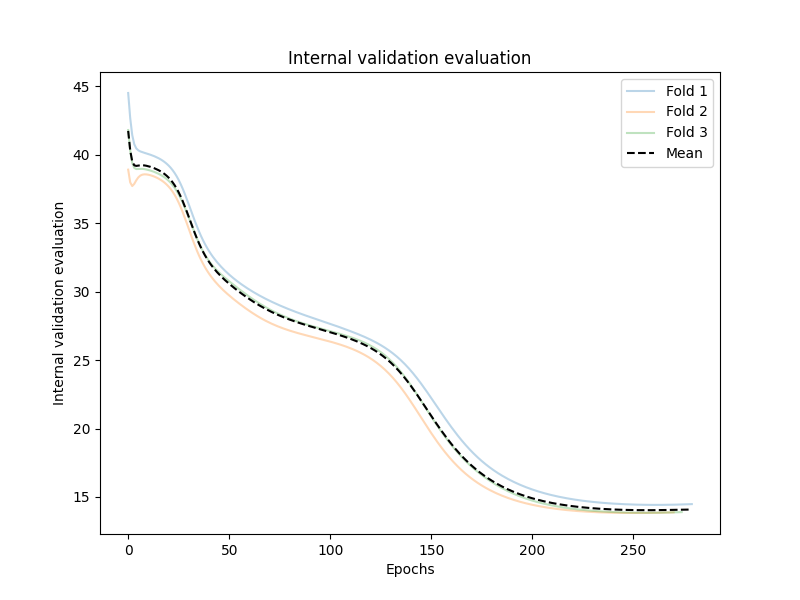 Internal validation evaluation
Fold 1
Fold 2
Fold 3
Mean
Internal validation evaluation
45
40
35
30
25
20
15
0 50 100 150 200 250
Epochs